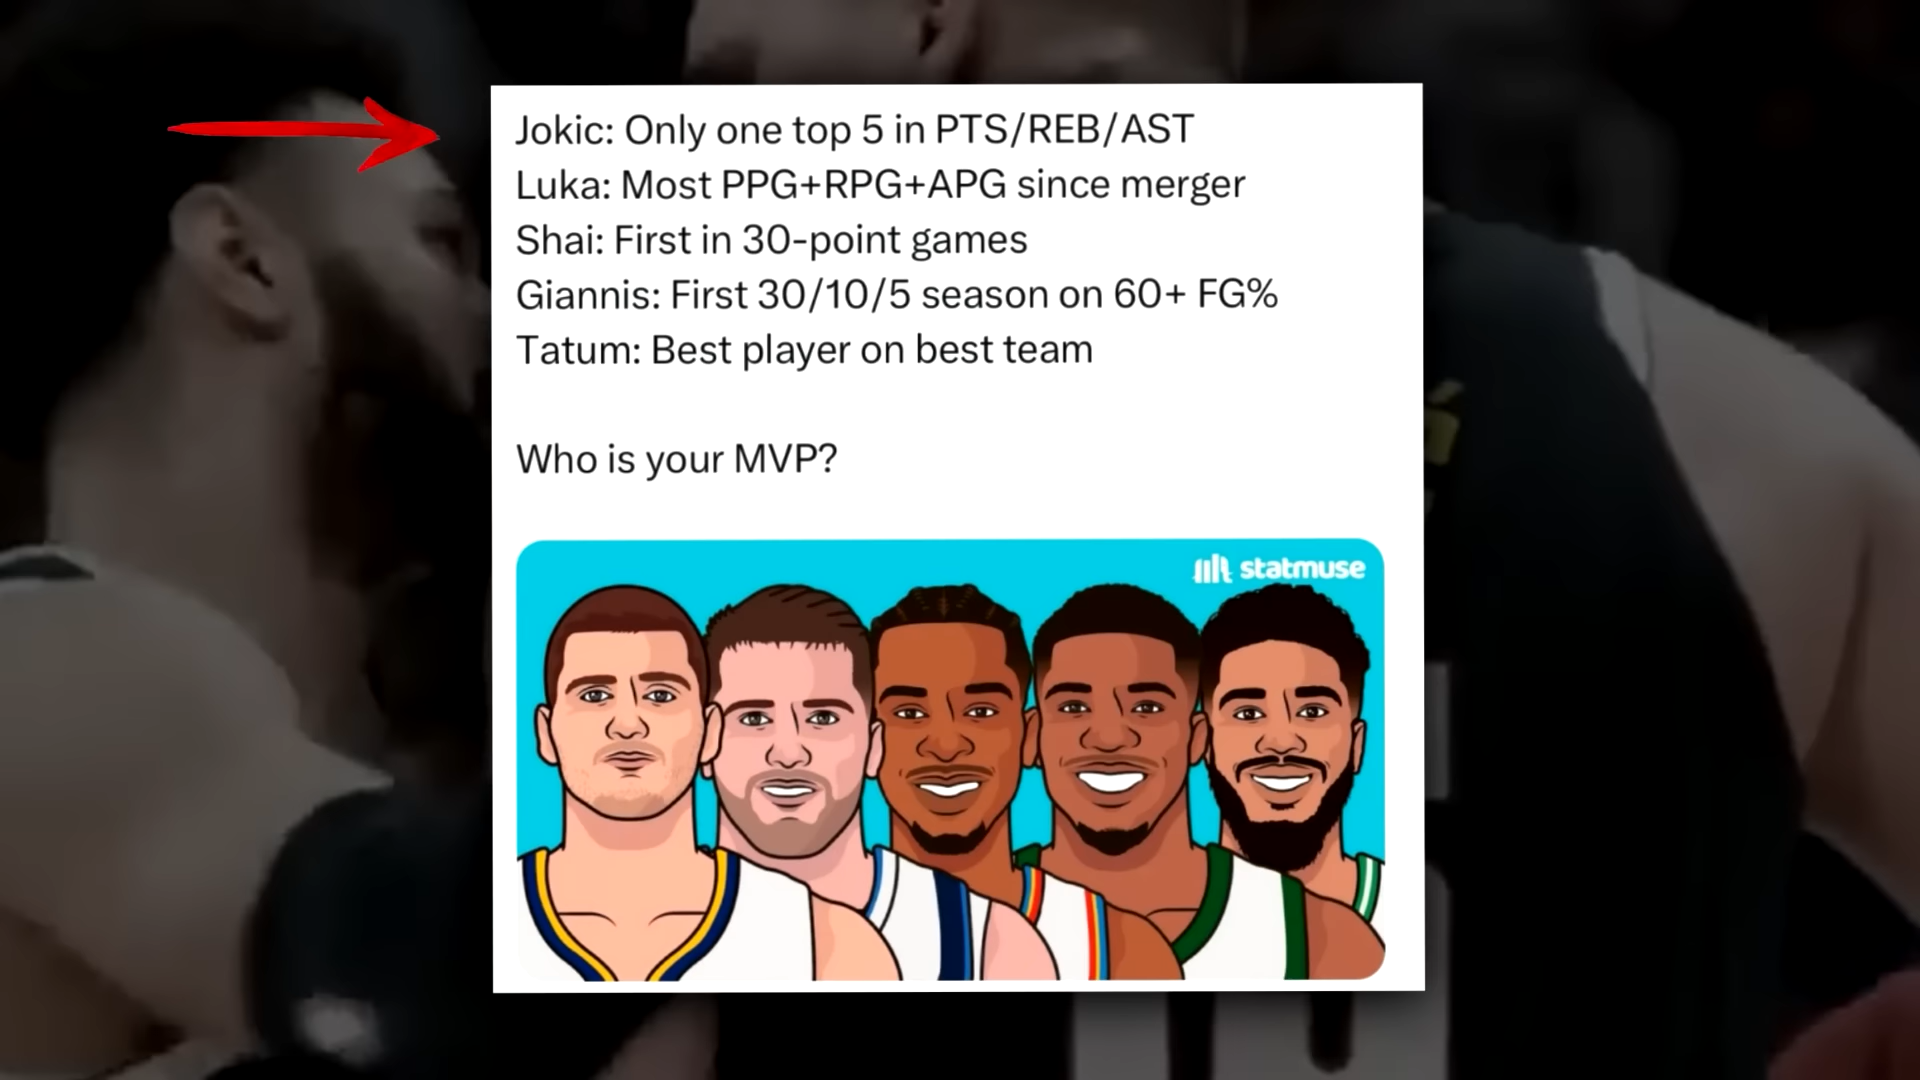 Jokic: Only one top 5 in PTS/REB/AST
Luka: Most PPG+RPG+APG since merger
Shai: First in 30-point games
Giannis: First 30/10/5 season on 60+ FG%
Tatum: Best player on best team
Who is your MVP?
statmuse